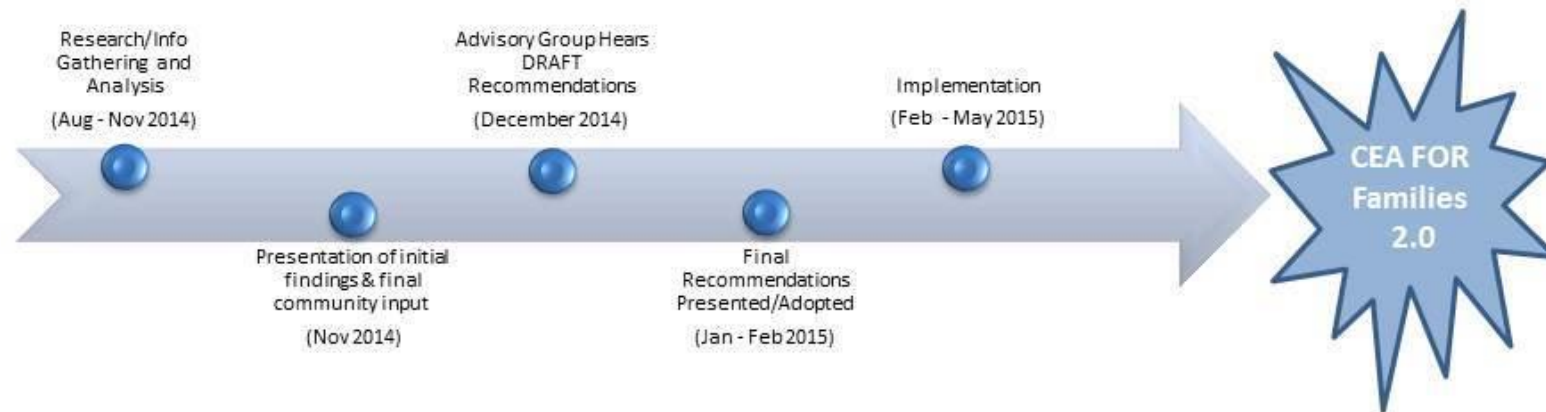 Research/Info
Gathering and
Analysis
(Aug - Nov 2014)
Presentation of initial
findings & final
community input
(Nov 2014)
Advisory Group Hears
DRAFT
Recommendations
(December 2014)
Final
Recommendations
Presented/Adopted
(Jan - Feb 2015)
Implementation
(Feb - May 2015)
CEA FOR
Families
2.0